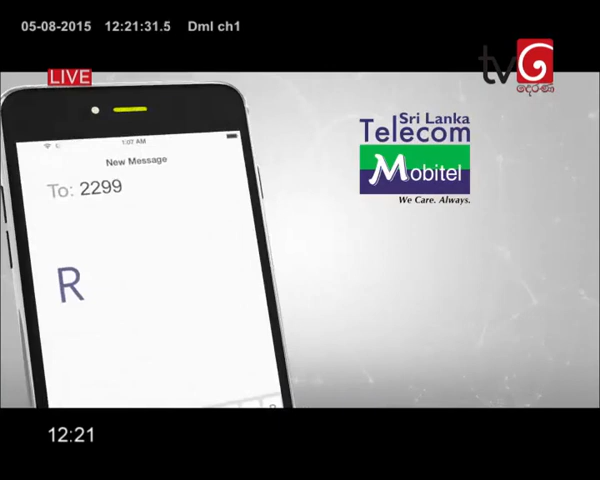 05-08-2015 12:21:31.5 Dml ch1
LIVE
tv
දෙරණ
1:07 AM
New Message
To: 2299
R
Sri Lanka
Telecom
Mobitel
We Care. Always.
12:21